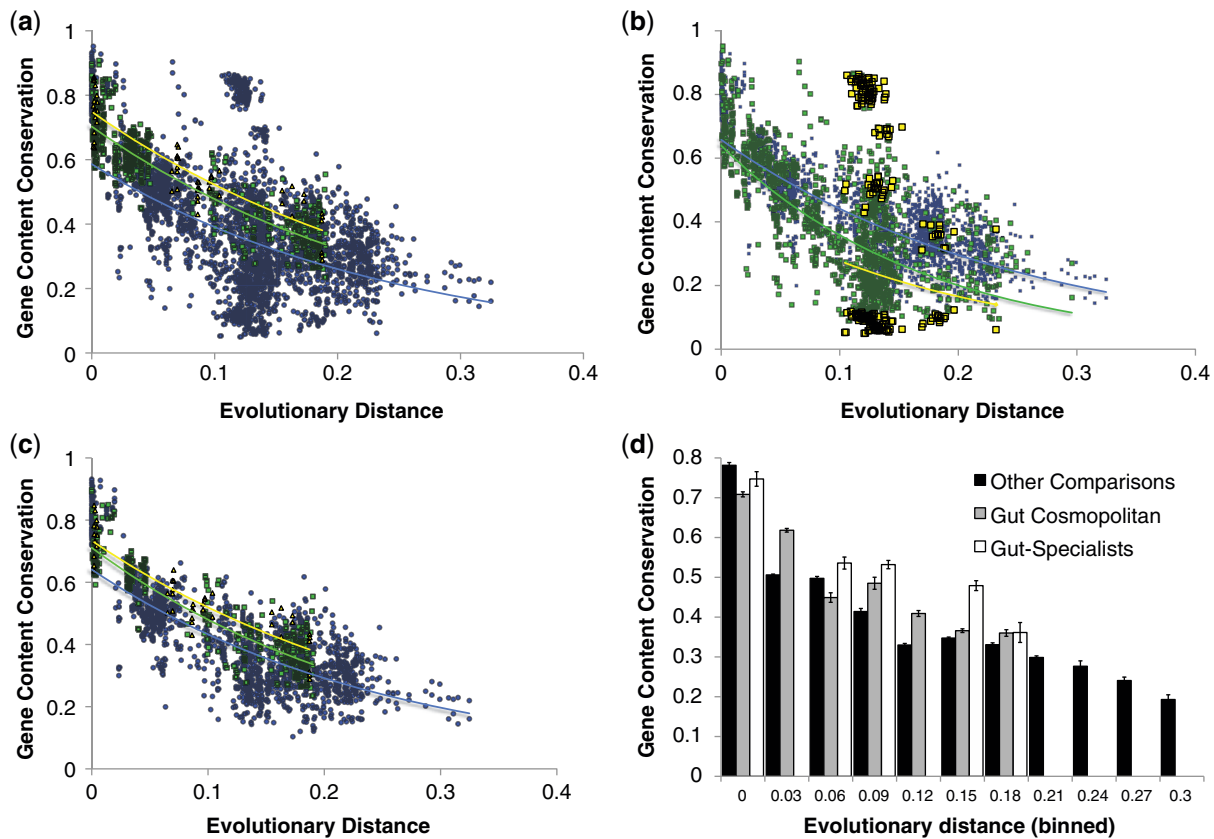 (a)
Gene Content Conservation
1
0.8
0.6
0.4
0.2
0
0 0.1 0.2 0.3 0.4
Evolutionary Distance
(b)
Gene Content Conservation
1
0.8
0.6
0.4
0.2
0
0 0.1 0.2 0.3 0.4
Evolutionary Distance
(c)
Gene Content Conservation
1
0.8
0.6
0.4
0.2
0
0 0.1 0.2 0.3 0.4
Evolutionary Distance
(d)
Gene Content Conservation
0.8
0.7
0.6
0.5
0.4
0.3
0.2
0.1
0
Other Comparisons
Gut Cosmopolitan
Gut-Specialists
0 0.03 0.06 0.09 0.12 0.15 0.18 0.21 0.24 0.27 0.3
Evolutionary distance (binned)